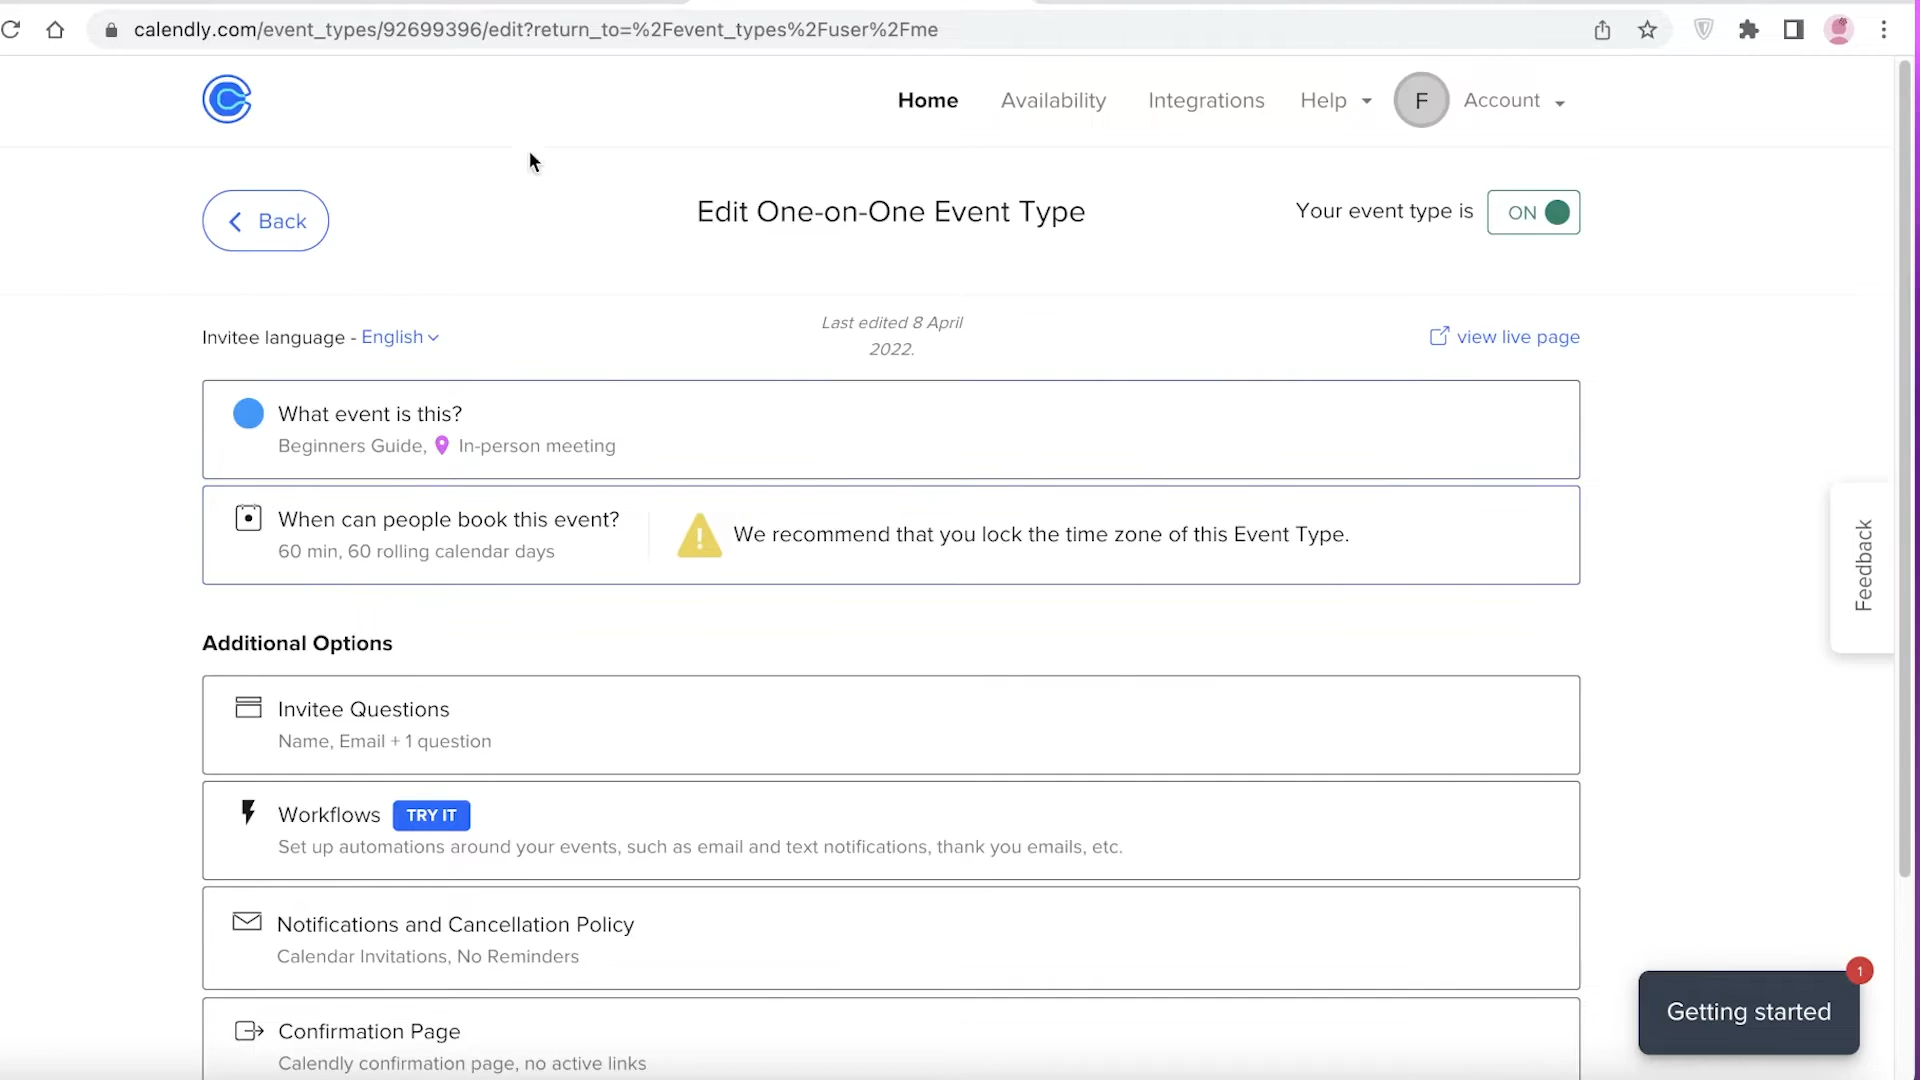 calendly.com/event_types/92699396/edit?return_to=%2Fevent_types%2Fuser%2Fme
Home Availability Integrations Help F Account
Back
Edit One-on-One Event Type
Your event type is ON
Invitee language - English
Last edited 8 April
2022.
view live page
What event is this?
Beginners Guide, In-person meeting
When can people book this event?
60 min, 60 rolling calendar days
We recommend that you lock the time zone of this Event Type.
Feedback
Additional Options
Invitee Questions
Name, Email + 1 question
Workflows TRY IT
Set up automations around your events, such as email and text notifications, thank you emails, etc.
Notifications and Cancellation Policy
Calendar Invitations, No Reminders
1
Getting started
Confirmation Page
Calendly confirmation page, no active links